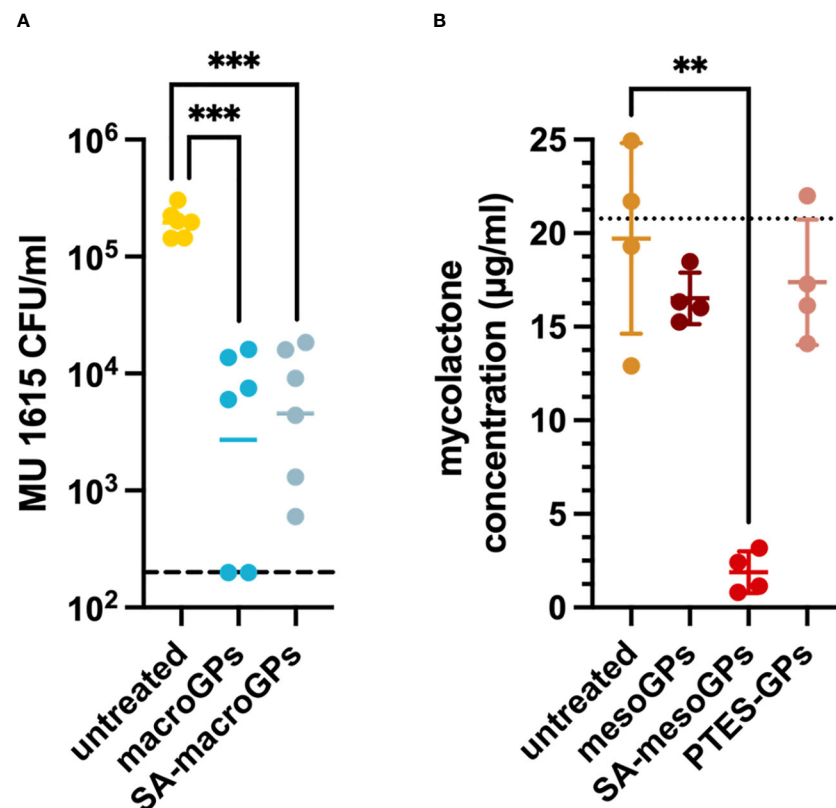 A
***
***
10^6
10^5
10^4
10^3
10^2
MU 1615 CFU/ml
untreated
macroGPs
SA-macroGPs
B
**
25
20
15
10
5
0
mycolactone
concentration (µg/ml)
untreated
mesoGPs
SA-mesoGPs
PTES-GPs